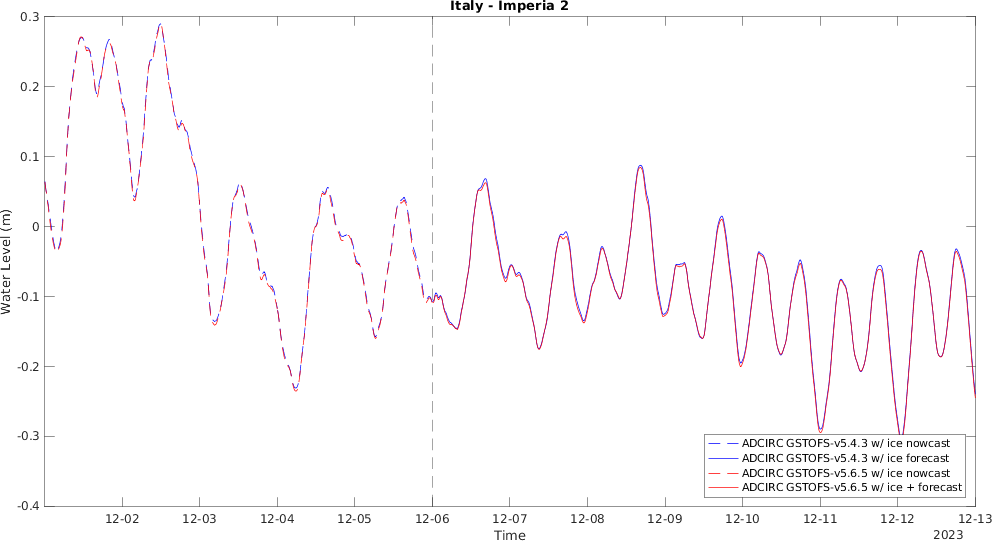 Italy - Imperia 2
0.3
0.2
0.1
0
-0.1
-0.2
-0.3
-0.4
Water Level (m)
12-02 12-03 12-04 12-05 12-06 12-07 12-08 12-09 12-10 12-11 12-12 12-13
Time
2023
ADCIRC GSTOFS-v5.4.3 w/ ice nowcast
ADCIRC GSTOFS-v5.4.3 w/ ice forecast
ADCIRC GSTOFS-v5.6.5 w/ ice nowcast
ADCIRC GSTOFS-v5.6.5 w/ ice + forecast